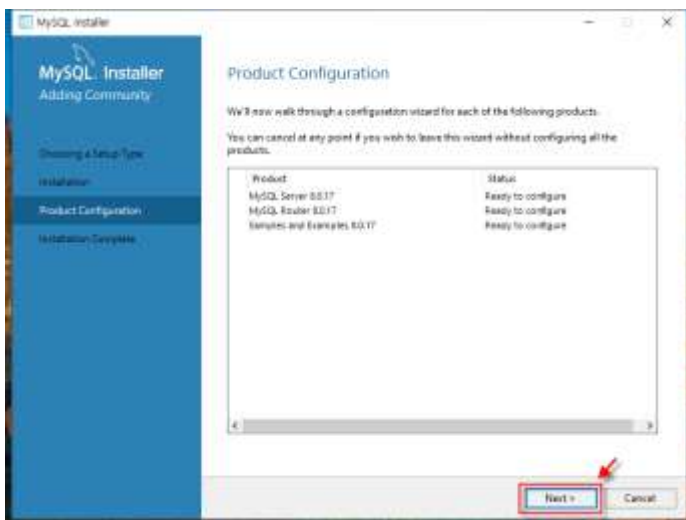 MySQL Installer
MySQL. Installer
Adding Community
Choosing a Setup Type
Installation
Product Configuration
Installation Complete
Product Configuration
We'll now walk through a configuration wizard for each of the following products.
You can cancel at any point if you wish to leave this wizard without configuring all the
products.
Product Status
MySQL Server 8.0.17 Ready to configure
MySQL Router 8.0.17 Ready to configure
Samples and Examples 8.0.17 Ready to configure
Next > Cancel